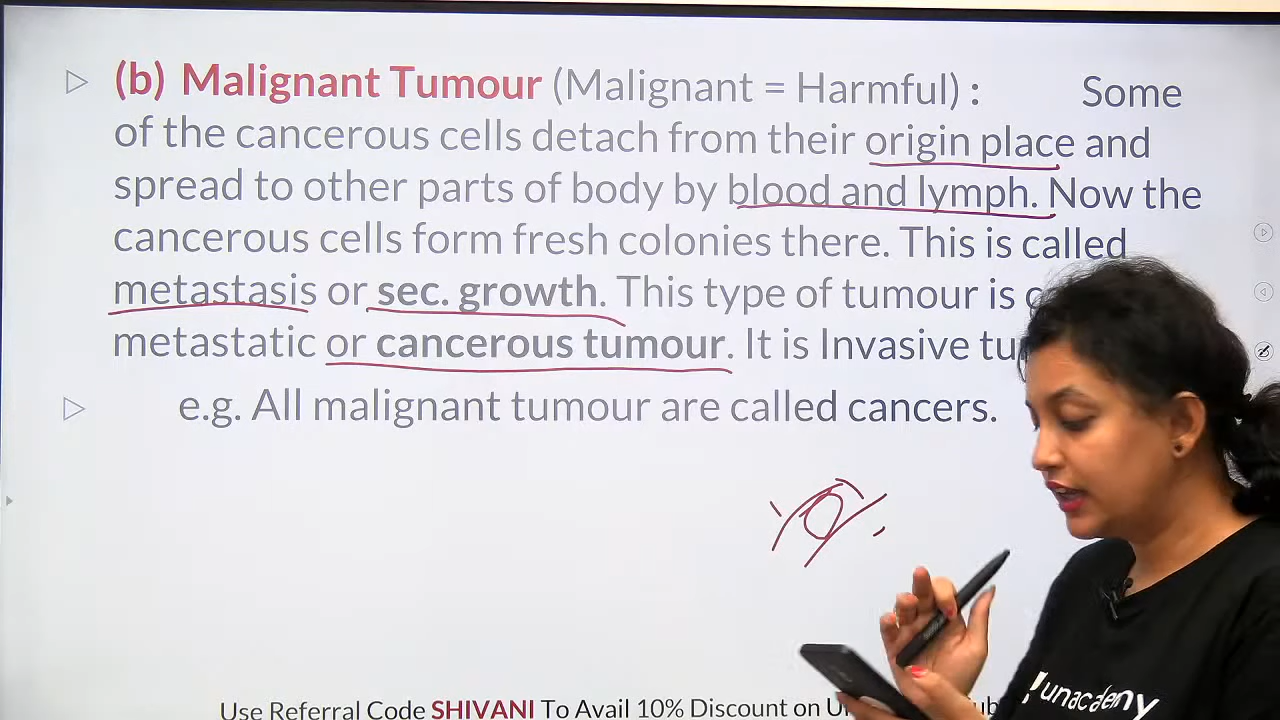 (b) Malignant Tumour (Malignant = Harmful) : Some
of the cancerous cells detach from their origin place and
spread to other parts of body by blood and lymph. Now the
cancerous cells form fresh colonies there. This is called
metastasis or sec. growth. This type of tumour is
metastatic or cancerous tumour. It is Invasive
e.g. All malignant tumour are called cancers.
unacademy
Use Referral Code SHIVANI To Avail 10% Discount on